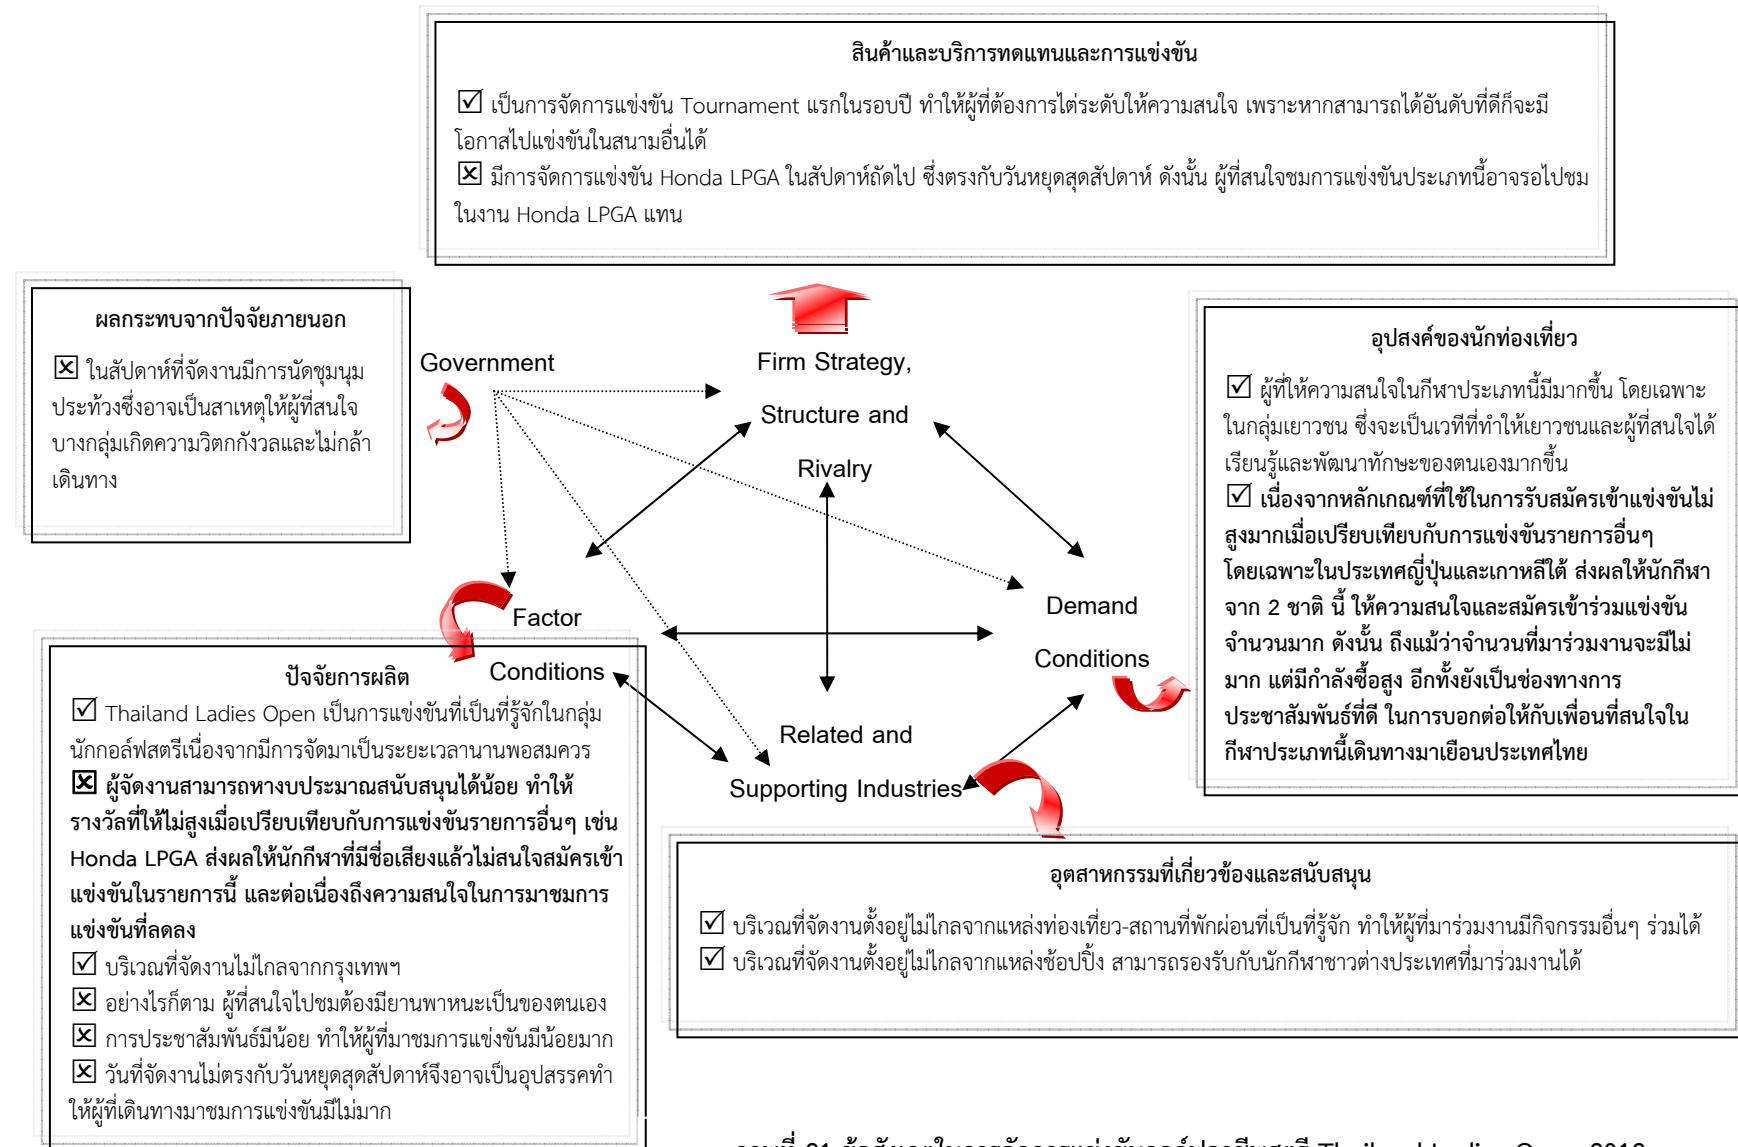 สินค้าและบริการทดแทนและการแข่งขัน
☑ เป็นการจัดการแข่งขัน Tournament แรกในรอบปี ทำให้ผู้ที่ต้องการไต่ระดับให้ความสนใจ เพราะหากสามารถได้อันดับที่ดีก็จะมี
โอกาสไปแข่งขันในสนามอื่นได้
☒ มีการจัดการแข่งขัน Honda LPGA ในสัปดาห์ถัดไป ซึ่งตรงกับวันหยุดสุดสัปดาห์ ดังนั้น ผู้ที่สนใจชมการแข่งขันประเภทนี้อาจรอไปชม
ในงาน Honda LPGA แทน
ผลกระทบจากปัจจัยภายนอก
☒ ในสัปดาห์ที่จัดงานมีการนัดชุมนุม
ประท้วงซึ่งอาจเป็นสาเหตุให้ผู้ที่สนใจ
บางกลุ่มเกิดความวิตกกังวลและไม่กล้า
เดินทาง
Government
Firm Strategy,
Structure and
Rivalry
อุปสงค์ของนักท่องเที่ยว
☑ ผู้ที่ให้ความสนใจในกีฬาประเภทนี้มีมากขึ้น โดยเฉพาะ
ในกลุ่มเยาวชน ซึ่งจะเป็นเวทีที่ทำให้เยาวชนและผู้ที่สนใจได้
เรียนรู้และพัฒนาทักษะของตนเองมากขึ้น
☑ เนื่องจากหลักเกณฑ์ที่ใช้ในการรับสมัครเข้าแข่งขันไม่
สูงมากเมื่อเปรียบเทียบกับการแข่งขันรายการอื่นๆ
โดยเฉพาะในประเทศญี่ปุ่นและเกาหลีใต้ ส่งผลให้นักกีฬา
จาก 2 ชาติ นี้ ให้ความสนใจและสมัครเข้าร่วมแข่งขัน
จำนวนมาก ดังนั้น ถึงแม้ว่าจำนวนที่มาร่วมงานจะมีไม่
มาก แต่มีกำลังซื้อสูง อีกทั้งยังเป็นช่องทางการ
ประชาสัมพันธ์ที่ดี ในการบอกต่อให้กับเพื่อนที่สนใจใน
กีฬาประเภทนี้เดินทางมาเยือนประเทศไทย
Factor
Conditions
Demand
Conditions
Related and
Supporting Industries
ปัจจัยการผลิต
☑ Thailand Ladies Open เป็นการแข่งขันที่เป็นที่รู้จักในกลุ่ม
นักกอล์ฟสตรีเนื่องจากมีการจัดมาเป็นระยะเวลานานพอสมควร
☒ ผู้จัดงานสามารถหางบประมาณสนับสนุนได้น้อย ทำให้
รางวัลที่ให้ไม่สูงเมื่อเปรียบเทียบกับการแข่งขันรายการอื่นๆ เช่น
Honda LPGA ส่งผลให้นักกีฬาที่มีชื่อเสียงแล้วไม่สนใจสมัครเข้า
แข่งขันในรายการนี้ และต่อเนื่องถึงความสนใจในการมาชมการ
แข่งขันที่ลดลง
☑ บริเวณที่จัดงานไม่ไกลจากกรุงเทพฯ
☒ อย่างไรก็ตาม ผู้ที่สนใจไปชมต้องมียานพาหนะเป็นของตนเอง
☒ การประชาสัมพันธ์มีน้อย ทำให้ผู้ที่มาชมการแข่งขันมีน้อยมาก
☒ วันที่จัดงานไม่ตรงกับวันหยุดสุดสัปดาห์จึงอาจเป็นอุปสรรคทำ
ให้ผู้ที่เดินทางมาชมการแข่งขันมีไม่มาก
อุตสาหกรรมที่เกี่ยวข้องและสนับสนุน
☑ บริเวณที่จัดงานตั้งอยู่ไม่ไกลจากแหล่งท่องเที่ยว-สถานที่พักผ่อนที่เป็นที่รู้จัก ทำให้ผู้ที่มาร่วมงานมีกิจกรรมอื่นๆ ร่วมได้
☑ บริเวณที่จัดงานตั้งอยู่ไม่ไกลจากแหล่งช้อปปิ้ง สามารถรองรับกับนักกีฬาชาวต่างประเทศที่มาร่วมงานได้